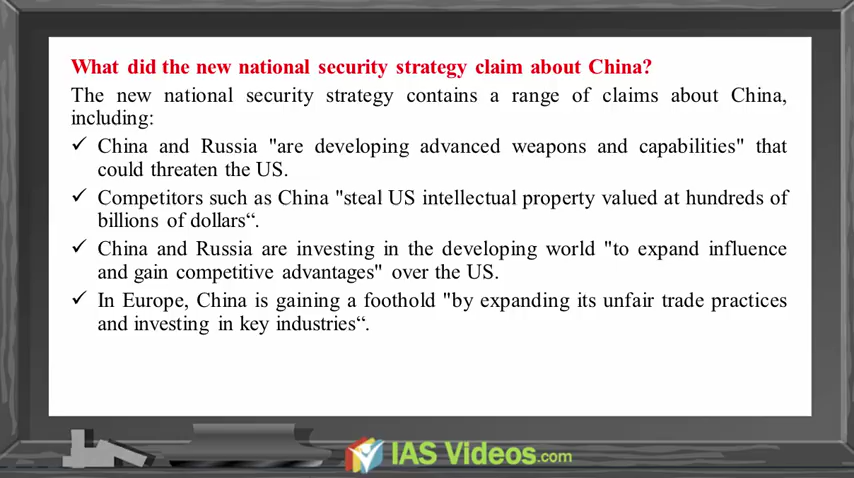 What did the new national security strategy claim about China?
The new national security strategy contains a range of claims about China,
including:
✓ China and Russia "are developing advanced weapons and capabilities" that
could threaten the US.
✓ Competitors such as China "steal US intellectual property valued at hundreds of
billions of dollars“.
✓ China and Russia are investing in the developing world "to expand influence
and gain competitive advantages" over the US.
✓ In Europe, China is gaining a foothold "by expanding its unfair trade practices
and investing in key industries“.
IAS Videos.com